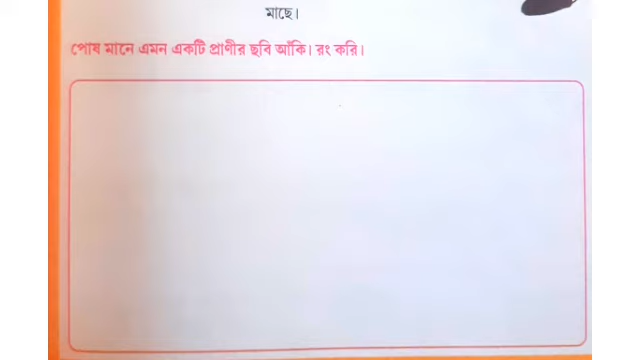 মাছে।
পোষ মানে এমন একটি প্রাণীর ছবি আঁকি। রং করি।